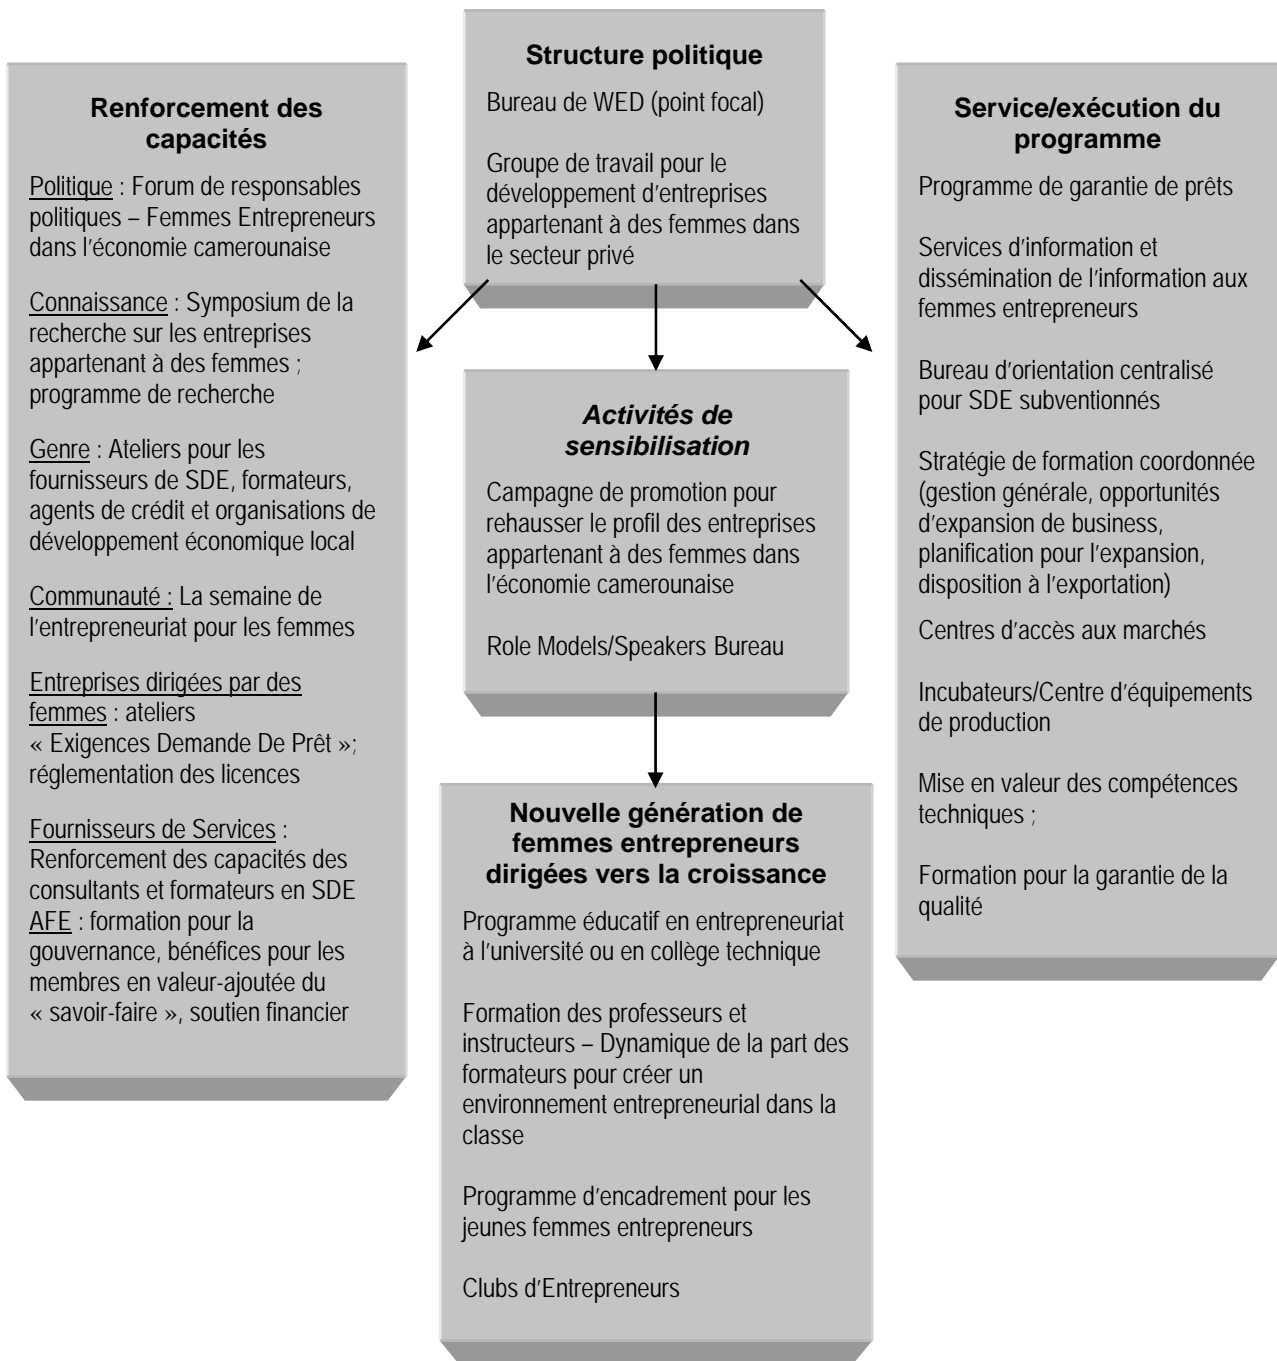 Structure politique
Bureau de WED (point focal)
Groupe de travail pour le
développement d'entreprises
appartenant à des femmes dans
le secteur privé
Renforcement des
capacités
Politique : Forum de responsables
politiques – Femmes Entrepreneurs
dans l'économie camerounaise
Connaissance : Symposium de la
recherche sur les entreprises
appartenant à des femmes ;
programme de recherche
Genre : Ateliers pour les
fournisseurs de SDE, formateurs,
agents de crédit et organisations de
développement économique local
Communauté : La semaine de
l'entrepreneuriat pour les femmes
Entreprises dirigées par des
femmes : ateliers
« Exigences Demande De Prêt »;
réglementation des licences
Fournisseurs de Services :
Renforcement des capacités des
consultants et formateurs en SDE
AFE : formation pour la
gouvernance, bénéfices pour les
membres en valeur-ajoutée du
« savoir-faire », soutien financier
Activités de
sensibilisation
Campagne de promotion pour
rehausser le profil des entreprises
appartenant à des femmes dans
l'économie camerounaise
Role Models/Speakers Bureau
Nouvelle génération de
femmes entrepreneurs
dirigées vers la croissance
Programme éducatif en entrepreneuriat
à l'université ou en collège technique
Formation des professeurs et
instructeurs – Dynamique de la part des
formateurs pour créer un
environnement entrepreneurial dans la
classe
Programme d'encadrement pour les
jeunes femmes entrepreneurs
Clubs d'Entrepreneurs
Service/exécution du
programme
Programme de garantie de prêts
Services d'information et
dissémination de l'information aux
femmes entrepreneurs
Bureau d'orientation centralisé
pour SDE subventionnés
Stratégie de formation coordonnée
(gestion générale, opportunités
d'expansion de business,
planification pour l'expansion,
disposition à l'exportation)
Centres d'accès aux marchés
Incubateurs/Centre d'équipements
de production
Mise en valeur des compétences
techniques ;
Formation pour la garantie de la
qualité